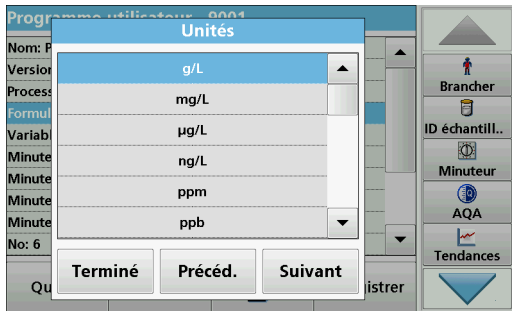 Programme utilisateur 9001
Unités
Nom: P
Version
Process
Formul
Variabl
Minute
Minute
Minute
Minute
No: 6
g/L
mg/L
µg/L
ng/L
ppm
ppb
Terminé Précéd. Suivant
Qu
istrer
Brancher
ID échantill..
Minuteur
AQA
Tendances